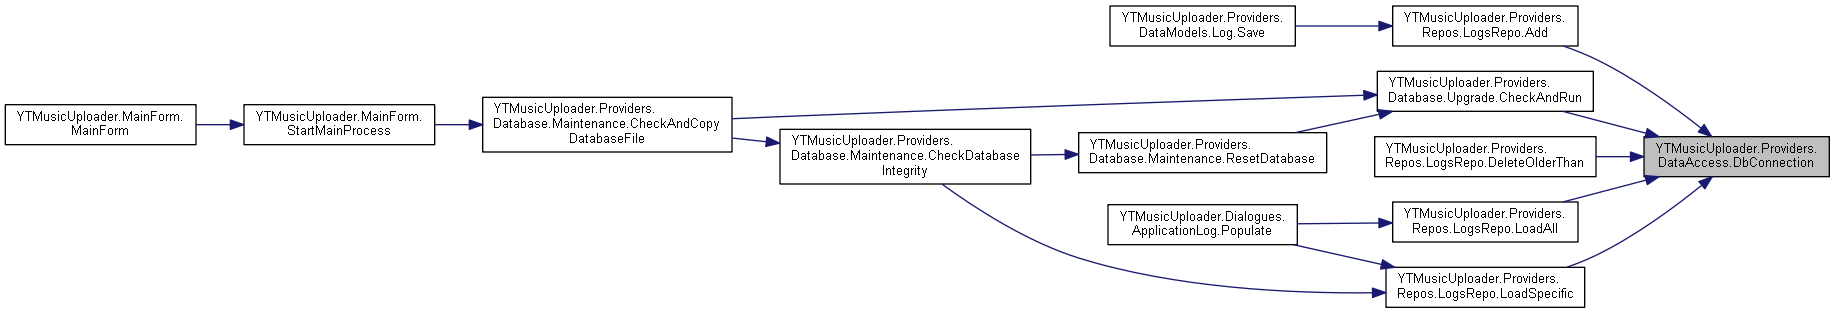 YTMusicUploader.Providers.
DataModels.Log.Save
YTMusicUploader.Providers.
Repos.LogsRepo.Add
YTMusicUploader.Providers.
Database.Upgrade.CheckAndRun
YTMusicUploader.MainForm.
MainForm
YTMusicUploader.MainForm.
StartMainProcess
YTMusicUploader.Providers.
Database.Maintenance.CheckAndCopy
DatabaseFile
YTMusicUploader.Providers.
Database.Maintenance.CheckDatabase
Integrity
YTMusicUploader.Providers.
Database.Maintenance.ResetDatabase
YTMusicUploader.Providers.
Repos.LogsRepo.DeleteOlderThan
YTMusicUploader.Providers.
DataAccess.DbConnection
YTMusicUploader.Dialogues.
ApplicationLog.Populate
YTMusicUploader.Providers.
Repos.LogsRepo.LoadAll
YTMusicUploader.Providers.
Repos.LogsRepo.LoadSpecific